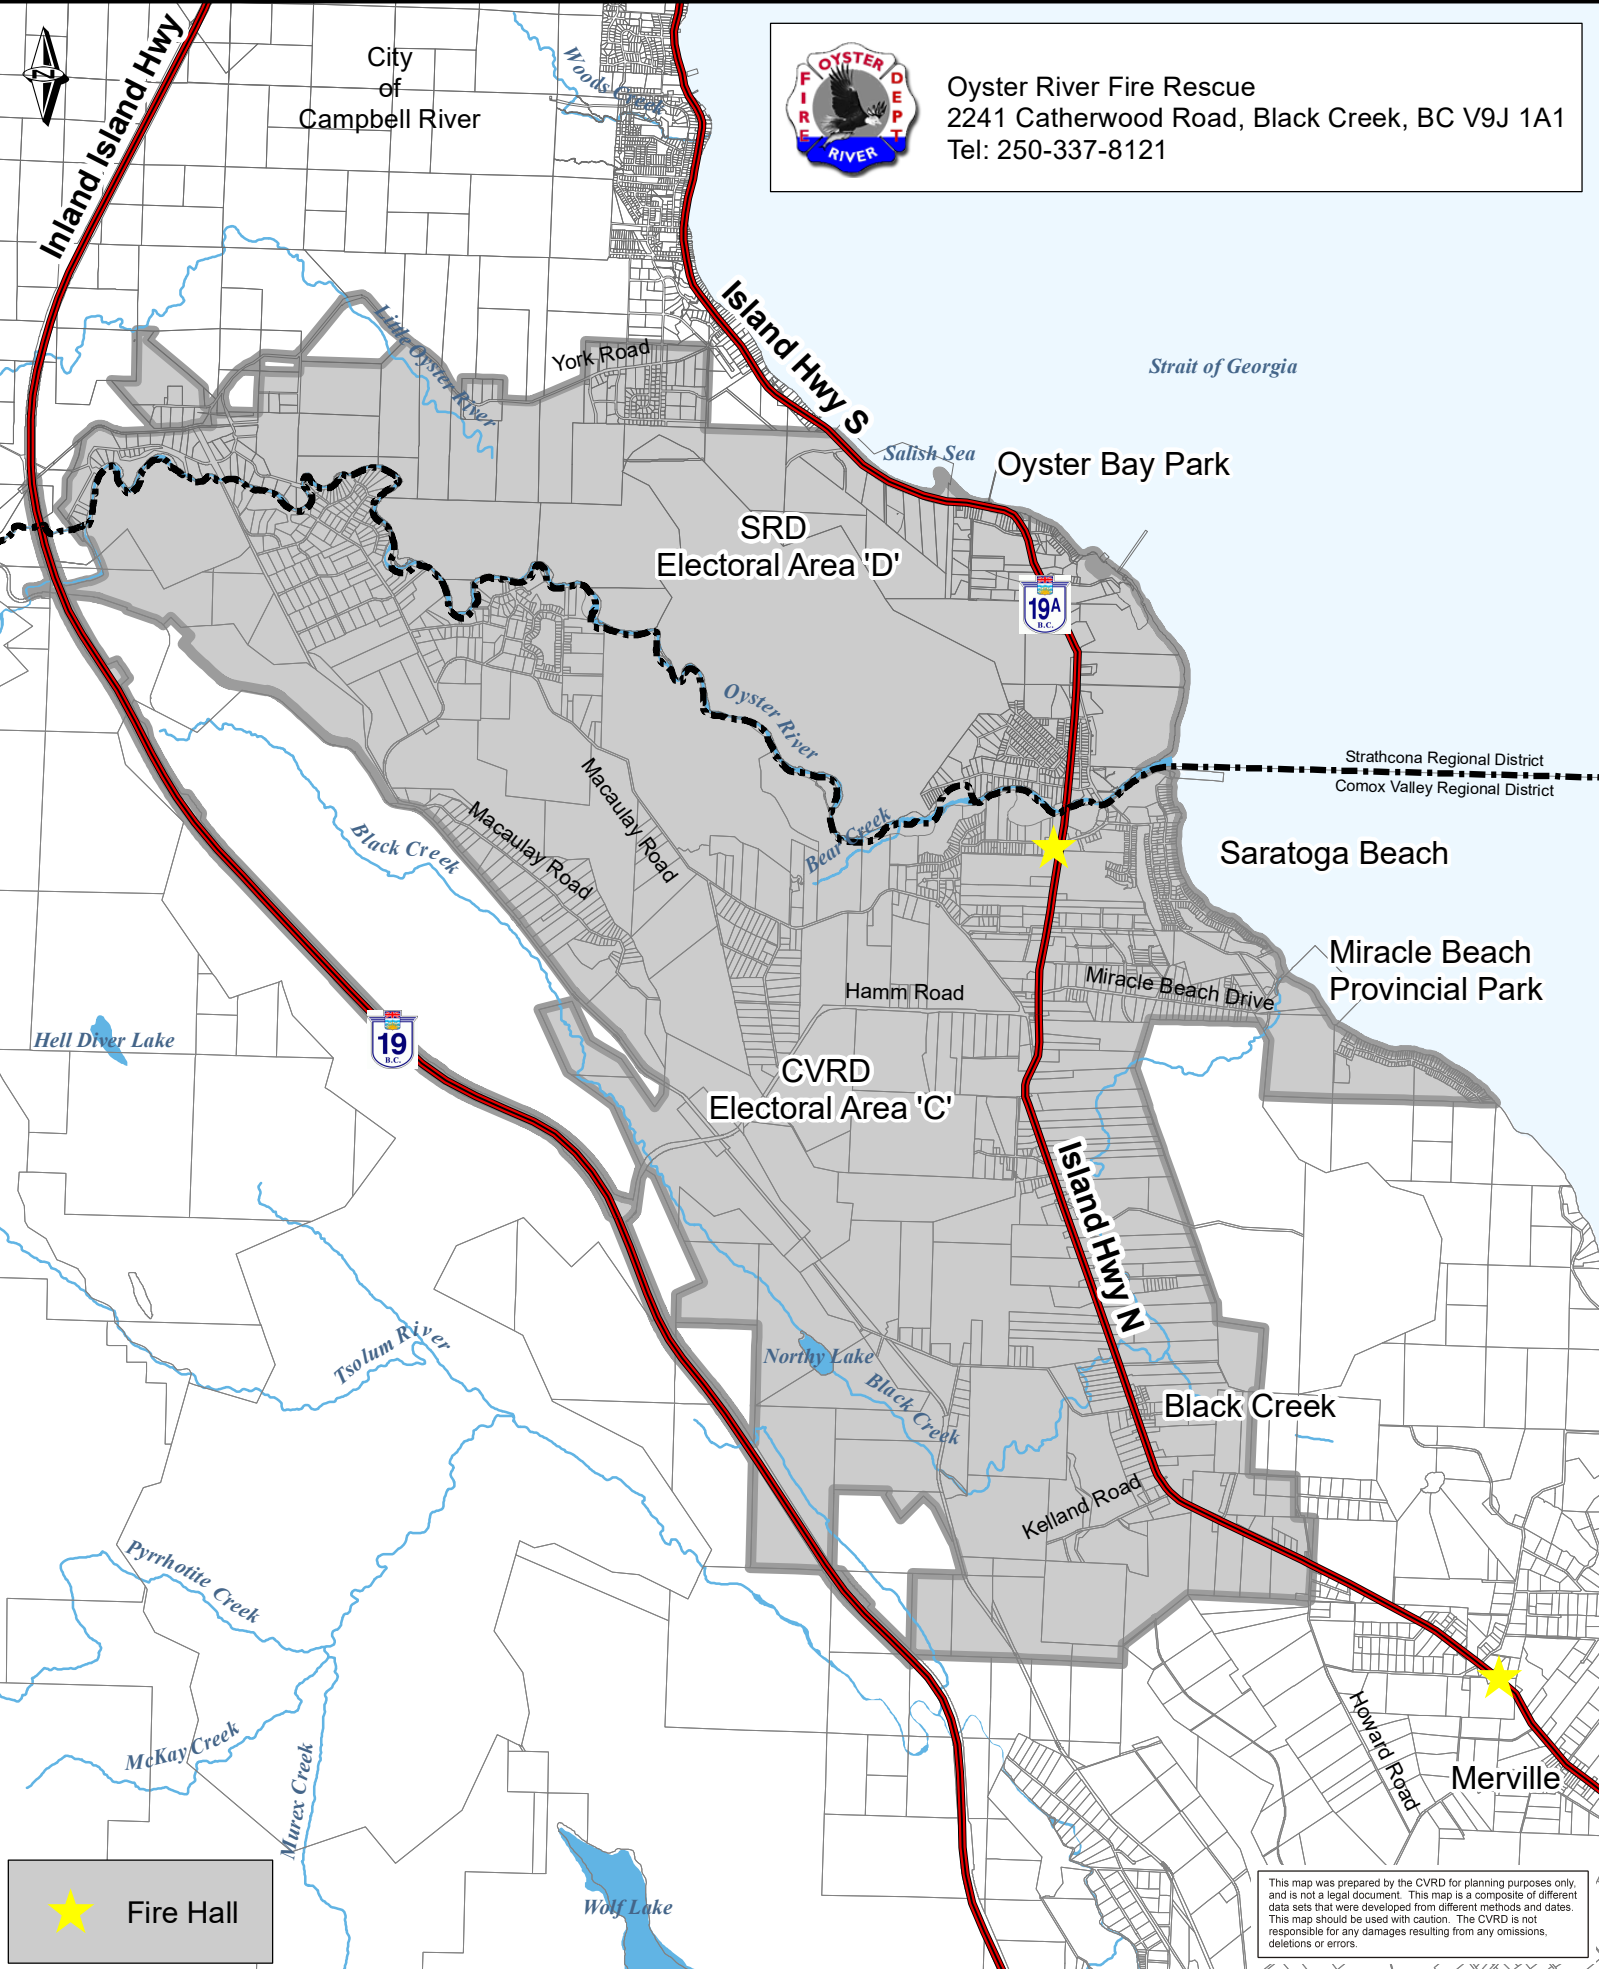 Inland Island Hwy
N
City
of
Campbell River
Woods Creek
OYSTER
FIRE
DEPT
RIVER
Oyster River Fire Rescue
2241 Catherwood Road, Black Creek, BC V9J 1A1
Tel: 250-337-8121
Island Hwy S
Little Oyster River
York Road
Strait of Georgia
Salish Sea
Oyster Bay Park
SRD
Electoral Area 'D'
19A
B.C.
Oyster River
Strathcona Regional District
Comox Valley Regional District
Macaulay Road
Macaulay Road
Black Creek
Bear Creek
Saratoga Beach
Miracle Beach
Provincial Park
Hamm Road
Miracle Beach Drive
Hell Diver Lake
19
B.C.
CVRD
Electoral Area 'C'
Island Hwy N
Tsolum River
Northy Lake
Black Creek
Black Creek
Kelland Road
Pyrrhotite Creek
McKay Creek
Murex Creek
Howard Road
Merville
Wolf Lake
Fire Hall
This map was prepared by the CVRD for planning purposes only,
and is not a legal document. This map is a composite of different
data sets that were developed from different methods and dates.
This map should be used with caution. The CVRD is not
responsible for any damages resulting from any omissions,
deletions or errors.